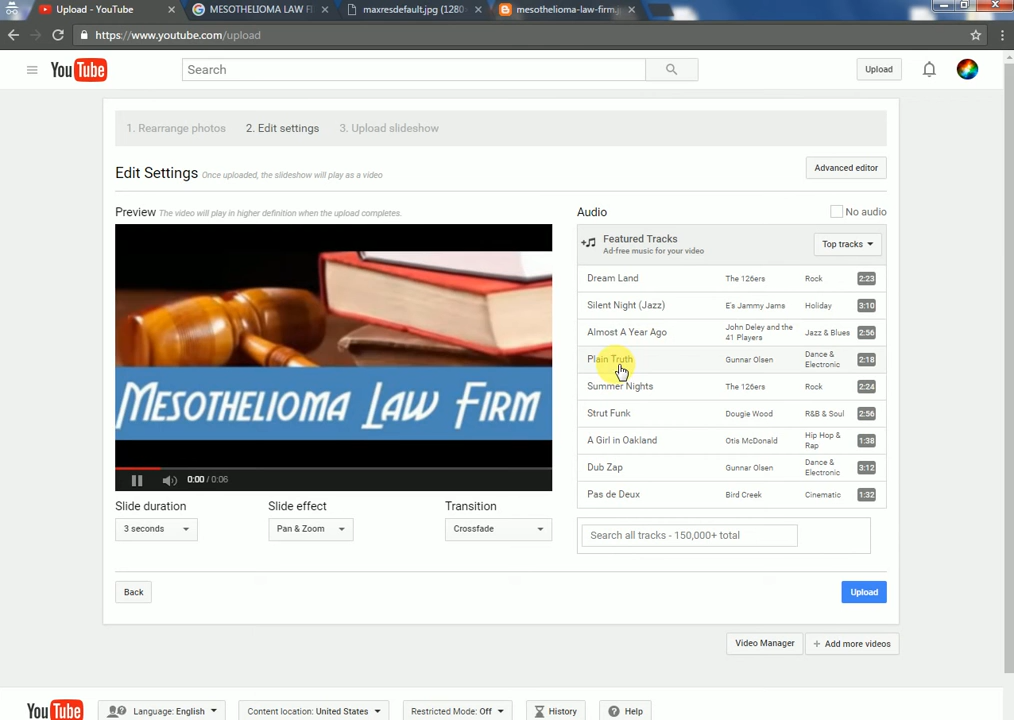 Upload - YouTube
MESOTHELIOMA LAW F
maxresdefault.jpg (1280
mesothelioma-law-firm.j
https://www.youtube.com/upload
YouTube
Search
Upload
1. Rearrange photos
2. Edit settings
3. Upload slideshow
Edit Settings Once uploaded, the slideshow will play as a video
Advanced editor
Preview The video will play in higher definition when the upload completes.
Mesothelioma Law Firm
0:00 / 0:06
Slide duration
3 seconds
Slide effect
Pan & Zoom
Transition
Crossfade
Audio
No audio
Featured Tracks
Ad-free music for your video
Top tracks
Dream Land The 126ers Rock 2:23
Silent Night (Jazz) E's Jammy Jams Holiday 3:10
Almost A Year Ago John Deley and the 41 Players Jazz & Blues 2:56
Plain Truth Gunnar Olsen Dance & Electronic 2:18
Summer Nights The 126ers Rock 2:24
Strut Funk Dougie Wood R&B & Soul 2:56
A Girl in Oakland Otis McDonald Hip Hop & Rap 1:38
Dub Zap Gunnar Olsen Dance & Electronic 3:12
Pas de Deux Bird Creek Cinematic 1:32
Search all tracks - 150,000+ total
Back
Upload
Video Manager
+ Add more videos
YouTube
Language: English
Content location: United States
Restricted Mode: Off
History
Help